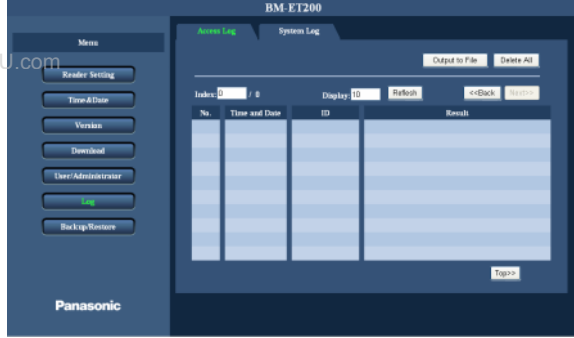 BM-ET200
Menu
Access Log
System Log
U.com
Output to File
Delete All
Reader Setting
Time&Date
Index: 0 / 0
Display: 10
Reflesh
<<Back
Next>>
No.
Time and Date
ID
Result
Version
Download
User/Administrator
Log
Backup/Restore
Top>>
Panasonic